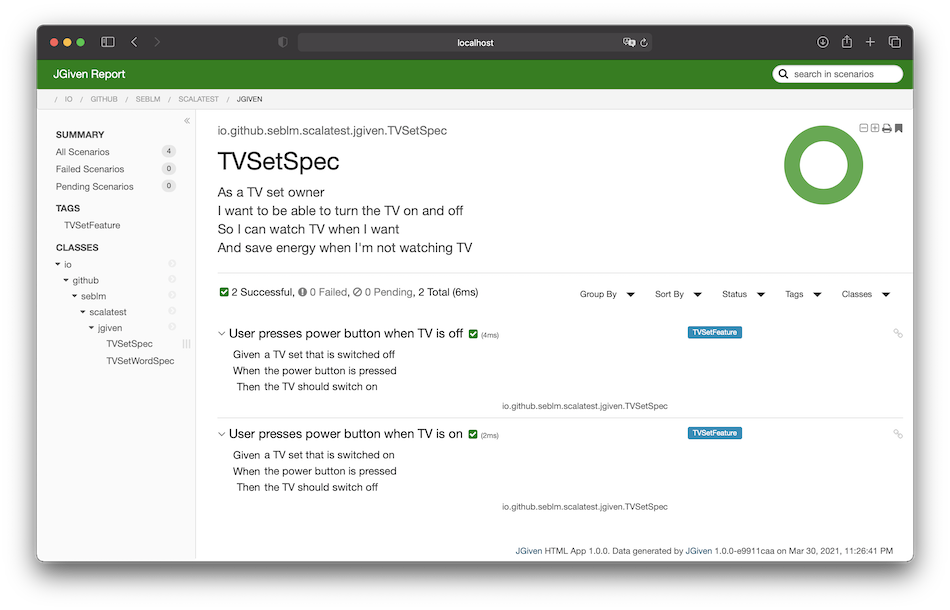 localhost
JGiven Report
search in scenarios
/ IO / GITHUB / SEBLM / SCALATEST / JGIVEN
«
SUMMARY
All Scenarios 4
Failed Scenarios 0
Pending Scenarios 0
TAGS
TVSetFeature
CLASSES
io
github
seblm
scalatest
jgiven
TVSetSpec
TVSetWordSpec
io.github.seblm.scalatest.jgiven.TVSetSpec
TVSetSpec
As a TV set owner
I want to be able to turn the TV on and off
So I can watch TV when I want
And save energy when I'm not watching TV
2 Successful, 0 Failed, 0 Pending, 2 Total (6ms)
Group By Sort By Status Tags Classes
User presses power button when TV is off (4ms) TVSetFeature
Given a TV set that is switched off
When the power button is pressed
Then the TV should switch on
io.github.seblm.scalatest.jgiven.TVSetSpec
User presses power button when TV is on (2ms) TVSetFeature
Given a TV set that is switched on
When the power button is pressed
Then the TV should switch off
io.github.seblm.scalatest.jgiven.TVSetSpec
JGiven HTML App 1.0.0. Data generated by JGiven 1.0.0-e9911caa on Mar 30, 2021, 11:26:41 PM